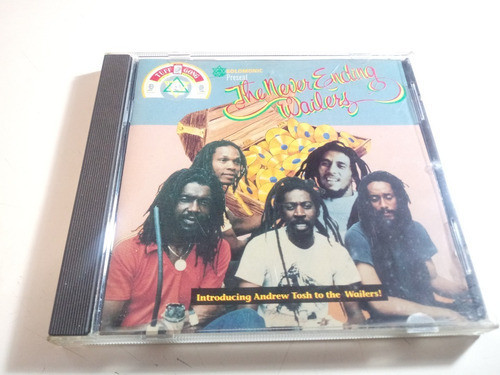 TUFF GONG
Present
The Never Ending
Wailers
Introducing Andrew Tosh to the Wailers!